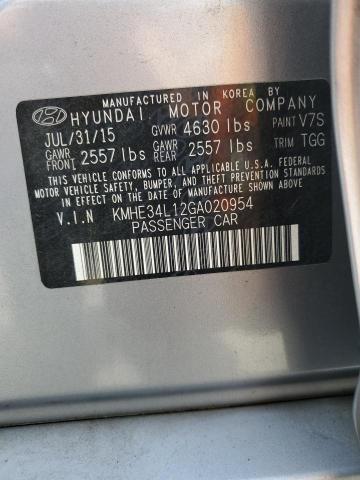 MANUFACTURED BY
HYUNDAI MOTOR COMPANY
JUL/31/15 GVWR 4630 lbs PAINT V7S
GAWR FRONT 2557 lbs GAWR REAR 2557 lbs TRIM TGG
THIS VEHICLE CONFORMS TO ALL APPLICABLE U.S.A. FEDERAL
MOTOR VEHICLE SAFETY, BUMPER, AND THEFT PREVENTION
STANDARDS IN EFFECT ON THE DATE OF MANUFACTURE SHOWN ABOVE.
V.I.N KMHE34L12GA020954
PASSENGER CAR